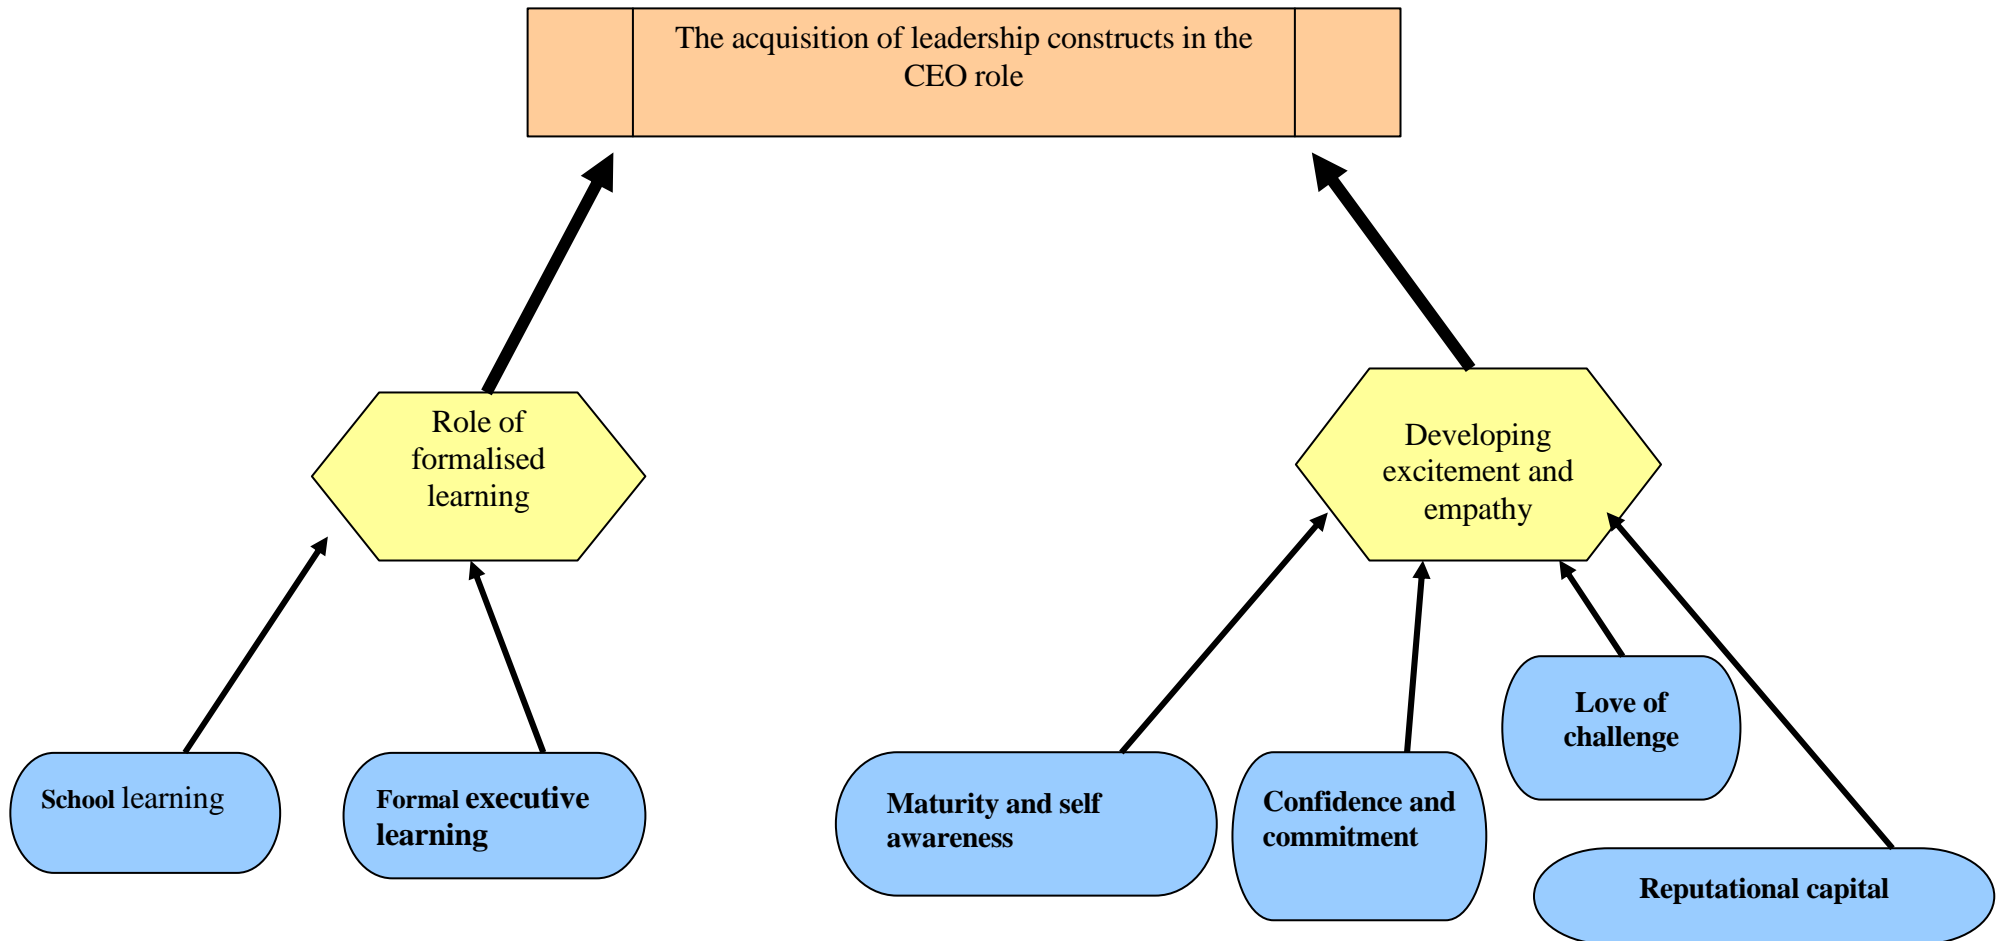 The acquisition of leadership constructs in the
CEO role
Role of
formalised
learning
Developing
excitement and
empathy
School learning
Formal executive
learning
Maturity and self
awareness
Confidence and
commitment
Love of
challenge
Reputational capital